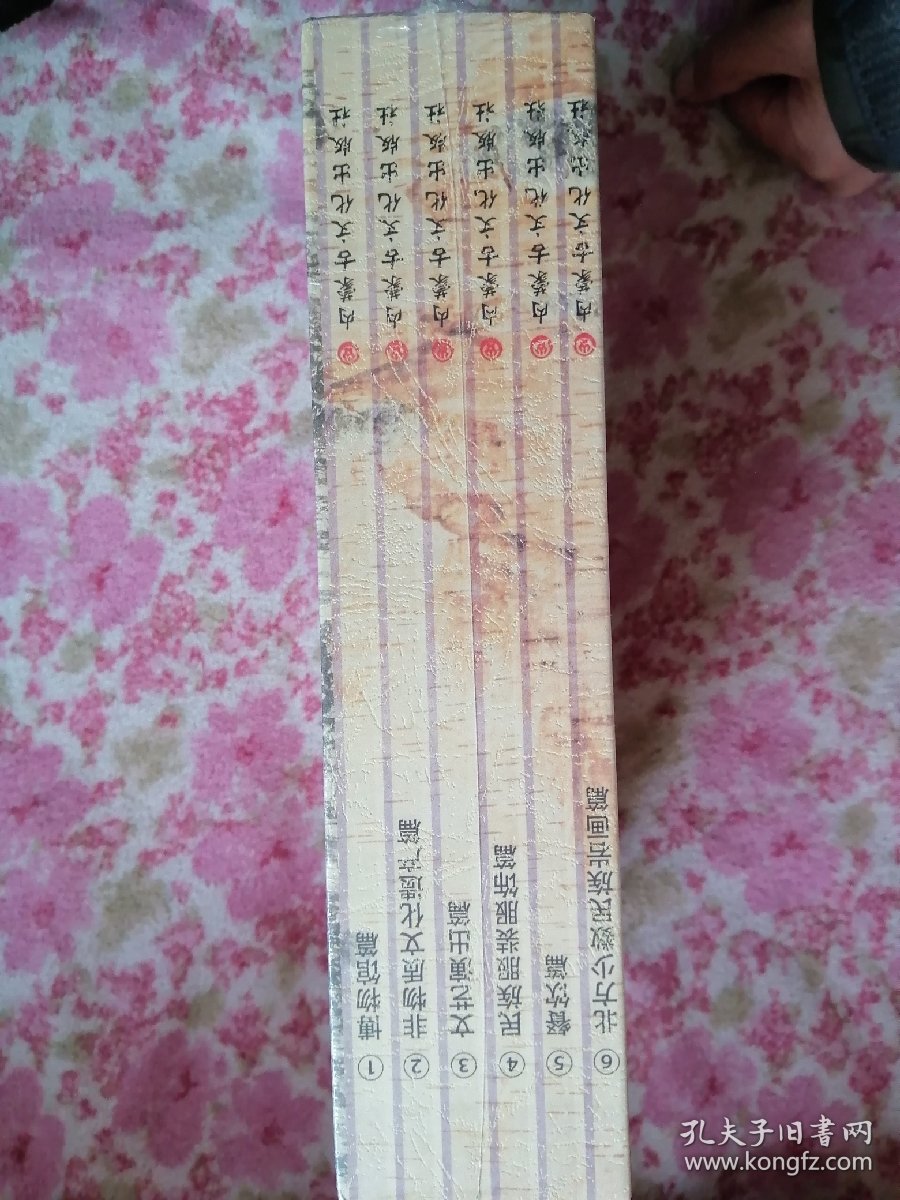 ① 博物馆篇
内蒙古文化出版社
② 非物质文化遗产篇
内蒙古文化出版社
③ 文艺演出篇
内蒙古文化出版社
④ 民族服装服饰篇
内蒙古文化出版社
⑤ 餐饮篇
内蒙古文化出版社
⑥ 北方少数民族岩画篇
内蒙古文化出版社
孔夫子旧书网
www.kongfz.com